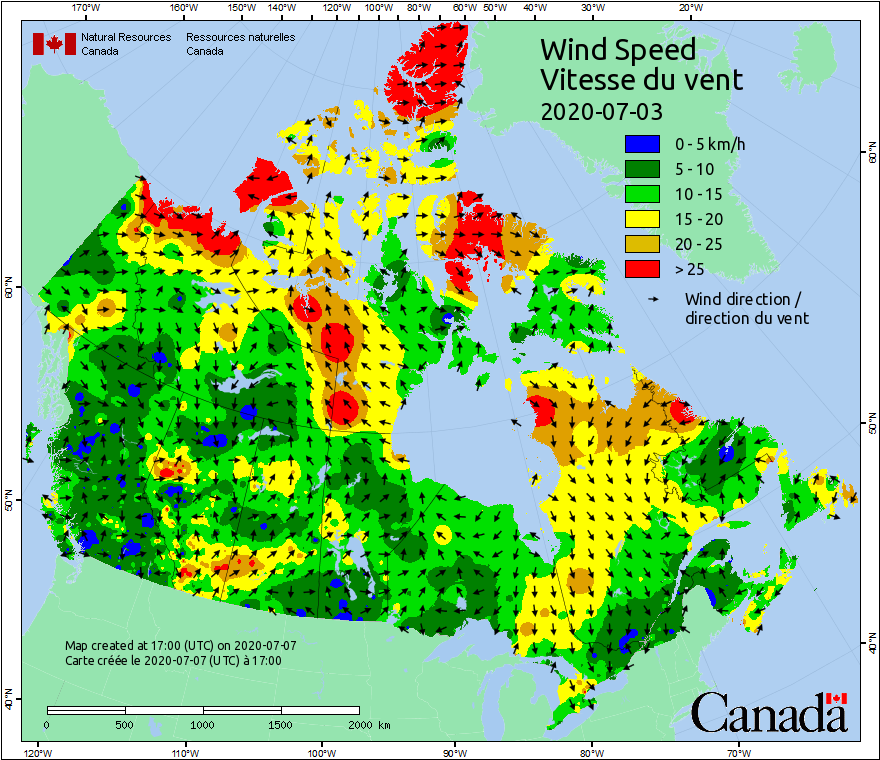 170°W 160°W 150°W 140°W 120°W 100°W 80°W 60°W 50°W 40°W 30°W 20°W
Natural Resources Ressources naturelles
Canada Canada
Wind Speed
Vitesse du vent
2020-07-03
0 - 5 km/h
5 - 10
10 - 15
15 - 20
20 - 25
> 25
Wind direction /
direction du vent
60°N
60°N
50°N
50°N
40°N
40°N
Map created at 17:00 (UTC) on 2020-07-07
Carte créée le 2020-07-07 (UTC) à 17:00
0 500 1000 1500 2000 km
Canada
120°W 110°W 100°W 90°W 80°W 70°W